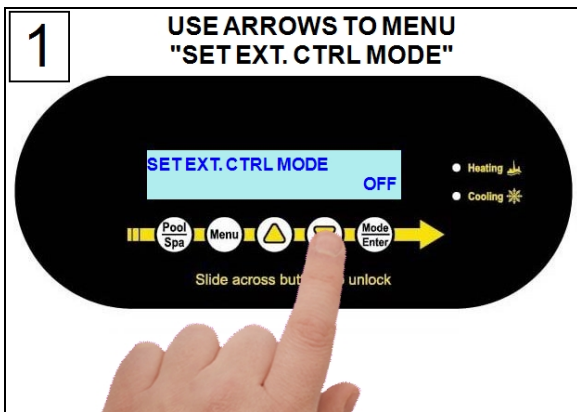 1
USE ARROWS TO MENU
"SET EXT. CTRL MODE"
SET EXT. CTRL MODE
OFF
Heating
Cooling
Pool
Spa
Menu
Mode
Enter
Slide across but unlock